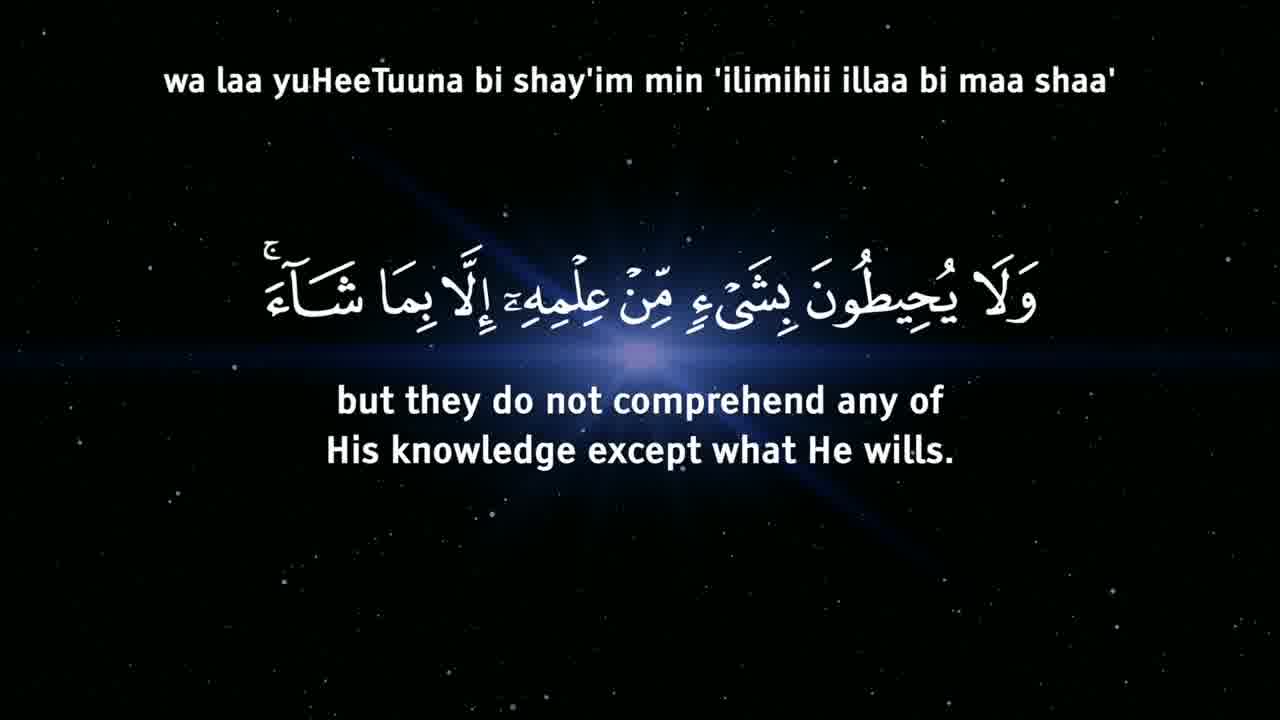 wa laa yuHeeTuuna bi shay'im min 'ilimihii illaa bi maa shaa'
وَلَا يُحِيطُونَ بِشَىْءٍ مِّنْ عِلْمِهِۦٓ إِلَّا بِمَا شَآءَ ۚ
but they do not comprehend any of
His knowledge except what He wills.